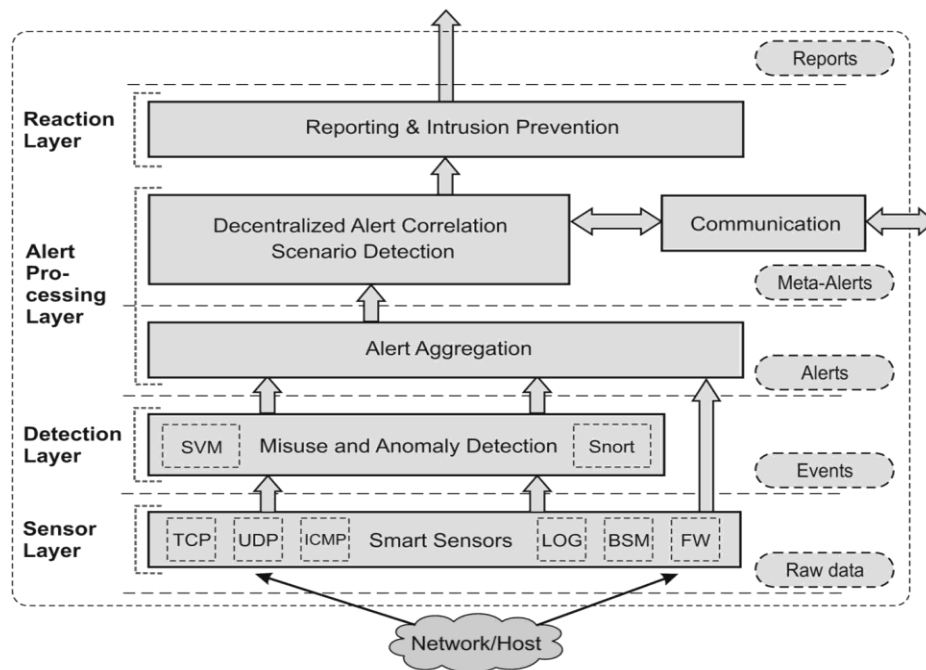 Reports
Reaction
Layer
Reporting & Intrusion Prevention
Alert
Pro-
cessing
Layer
Decentralized Alert Correlation
Scenario Detection
Communication
Meta-Alerts
Alert Aggregation
Alerts
Detection
Layer
SVM
Misuse and Anomaly Detection
Snort
Events
Sensor
Layer
TCP
UDP
ICMP
Smart Sensors
LOG
BSM
FW
Raw data
Network/Host